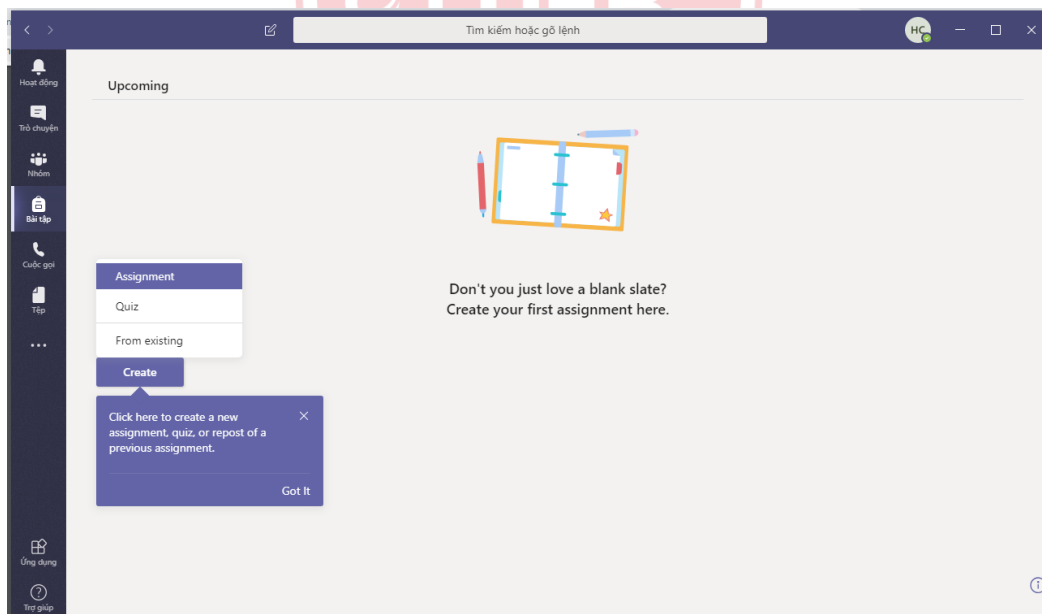 Tìm kiếm hoặc gõ lệnh
HC
Hoạt động
Trò chuyện
Nhóm
Bài tập
Cuộc gọi
Tệp
Ứng dụng
Trợ giúp
Upcoming
Don't you just love a blank slate?
Create your first assignment here.
Assignment
Quiz
From existing
Create
Click here to create a new
assignment, quiz, or repost of a
previous assignment.
Got It